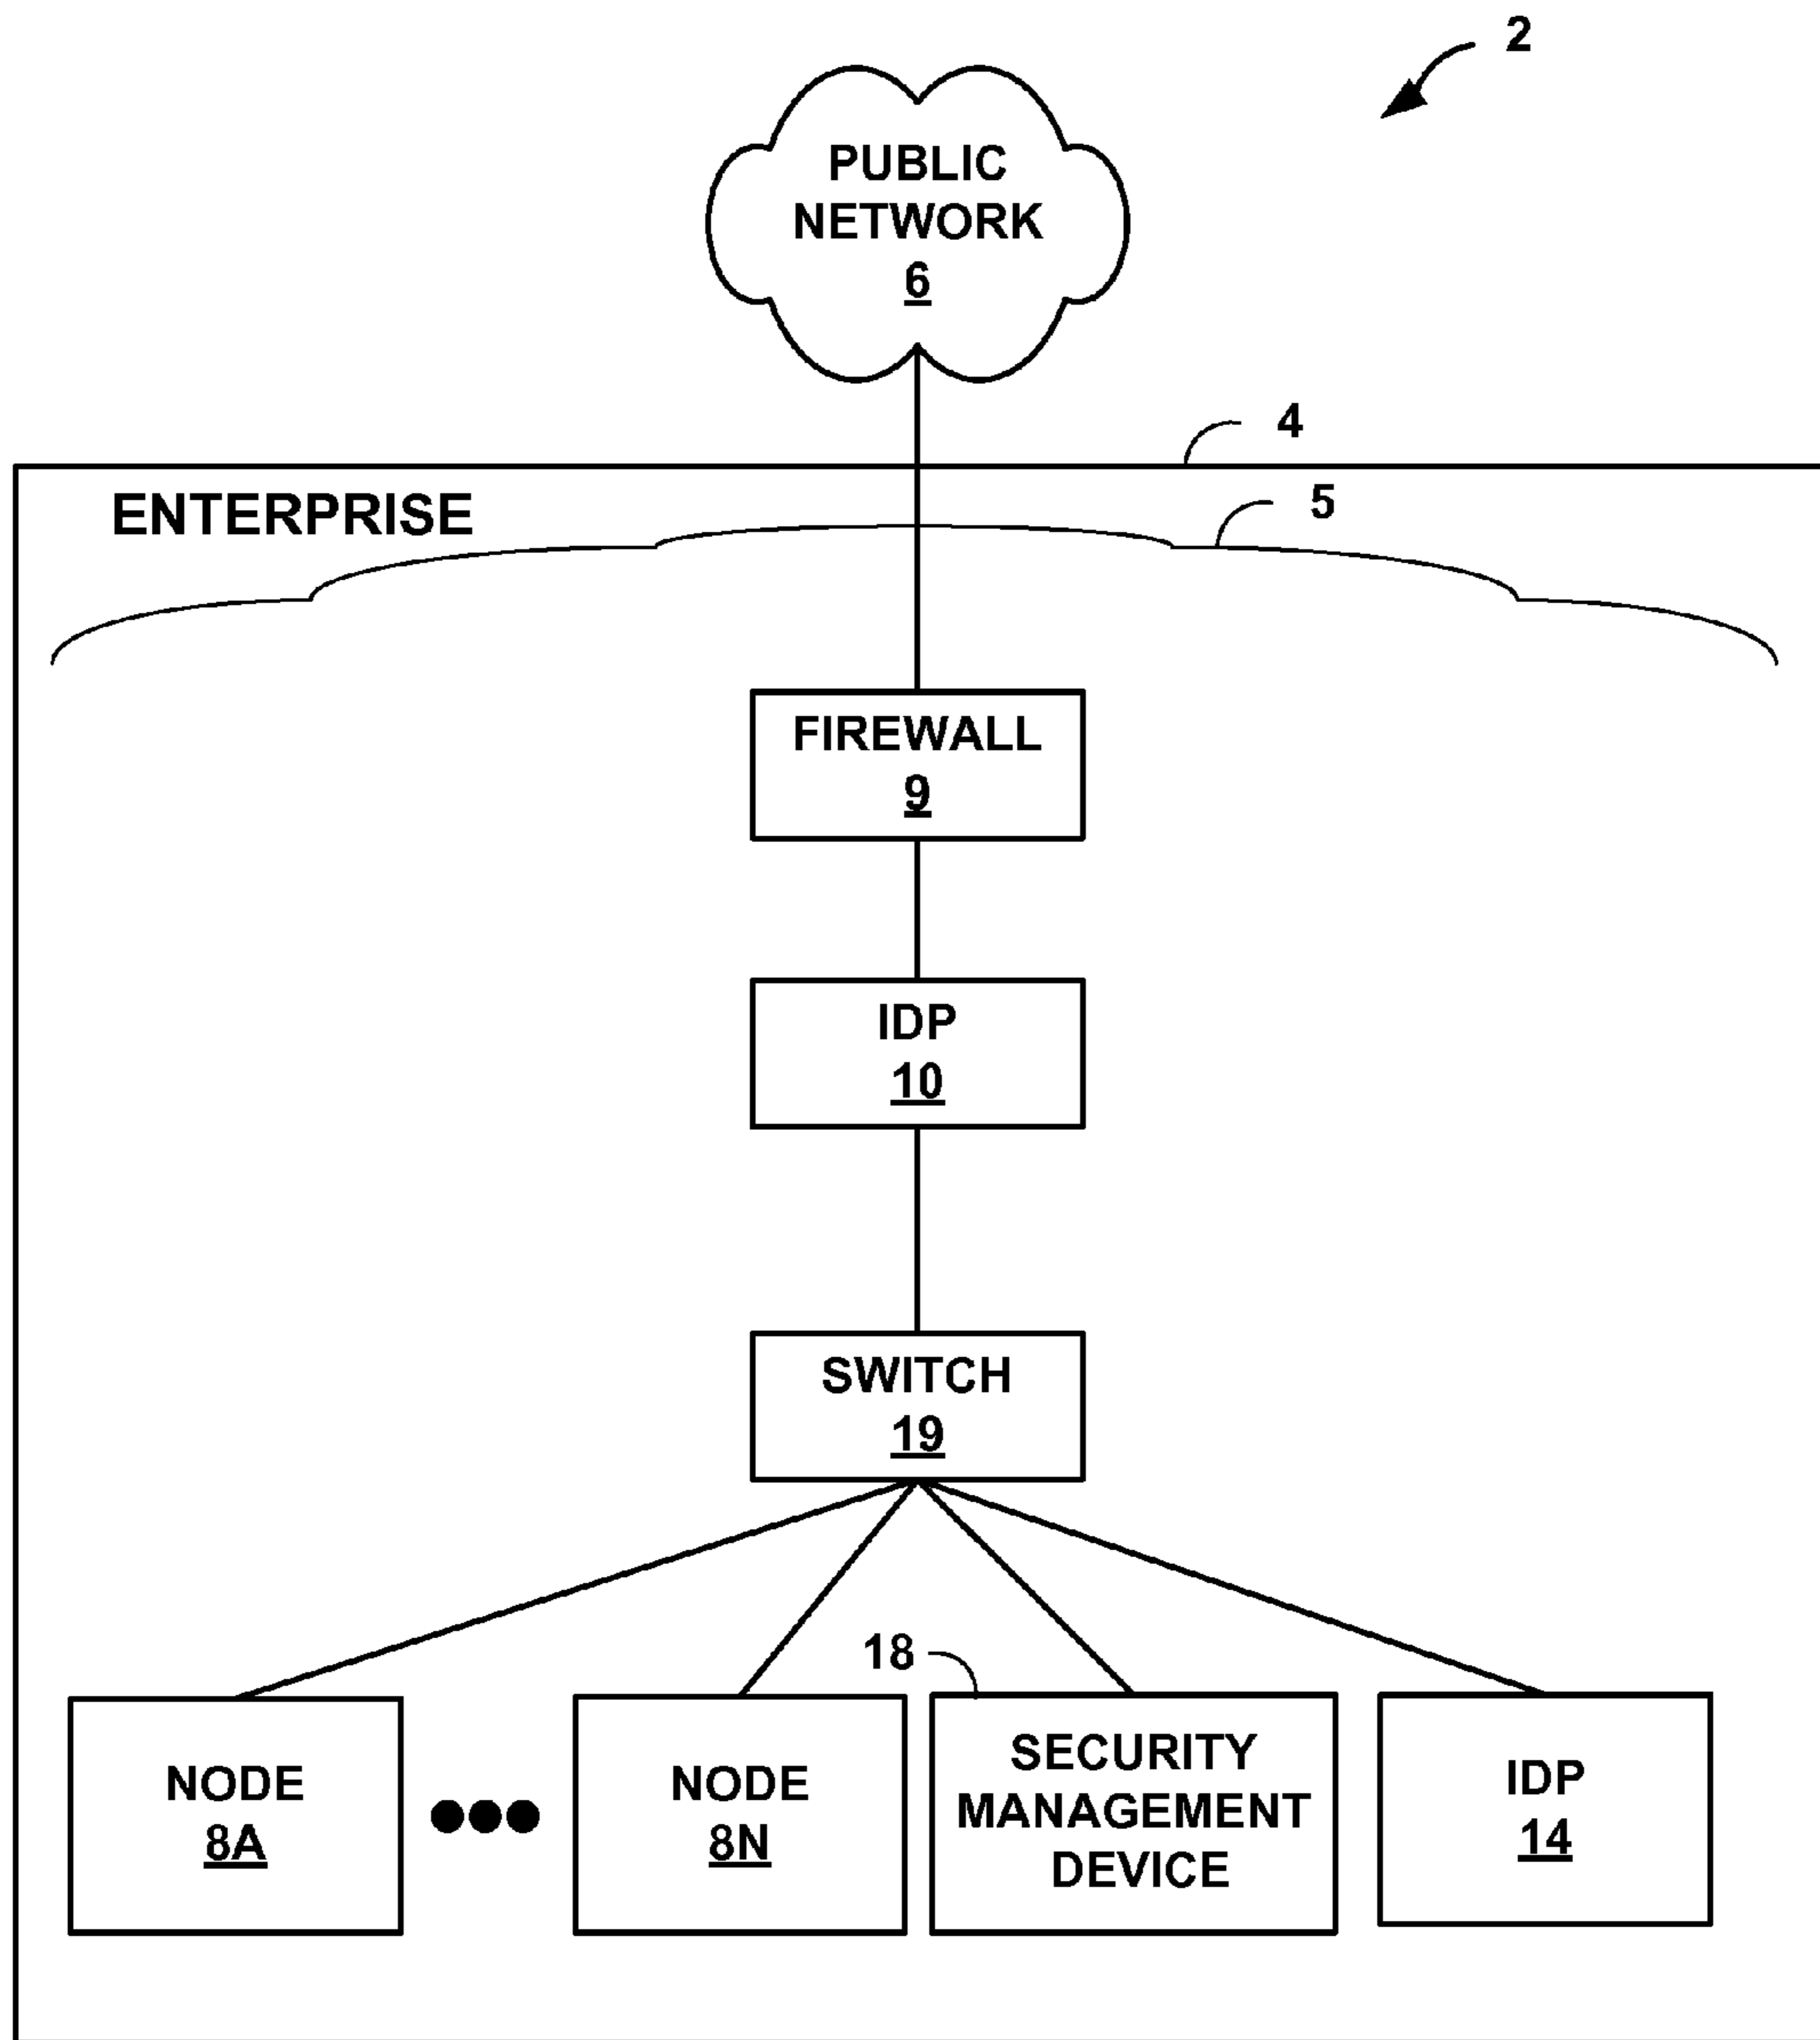 2
PUBLIC
NETWORK
6
4
ENTERPRISE
5
FIREWALL
9
IDP
10
SWITCH
19
18
NODE
8A
NODE
8N
SECURITY
MANAGEMENT
DEVICE
IDP
14